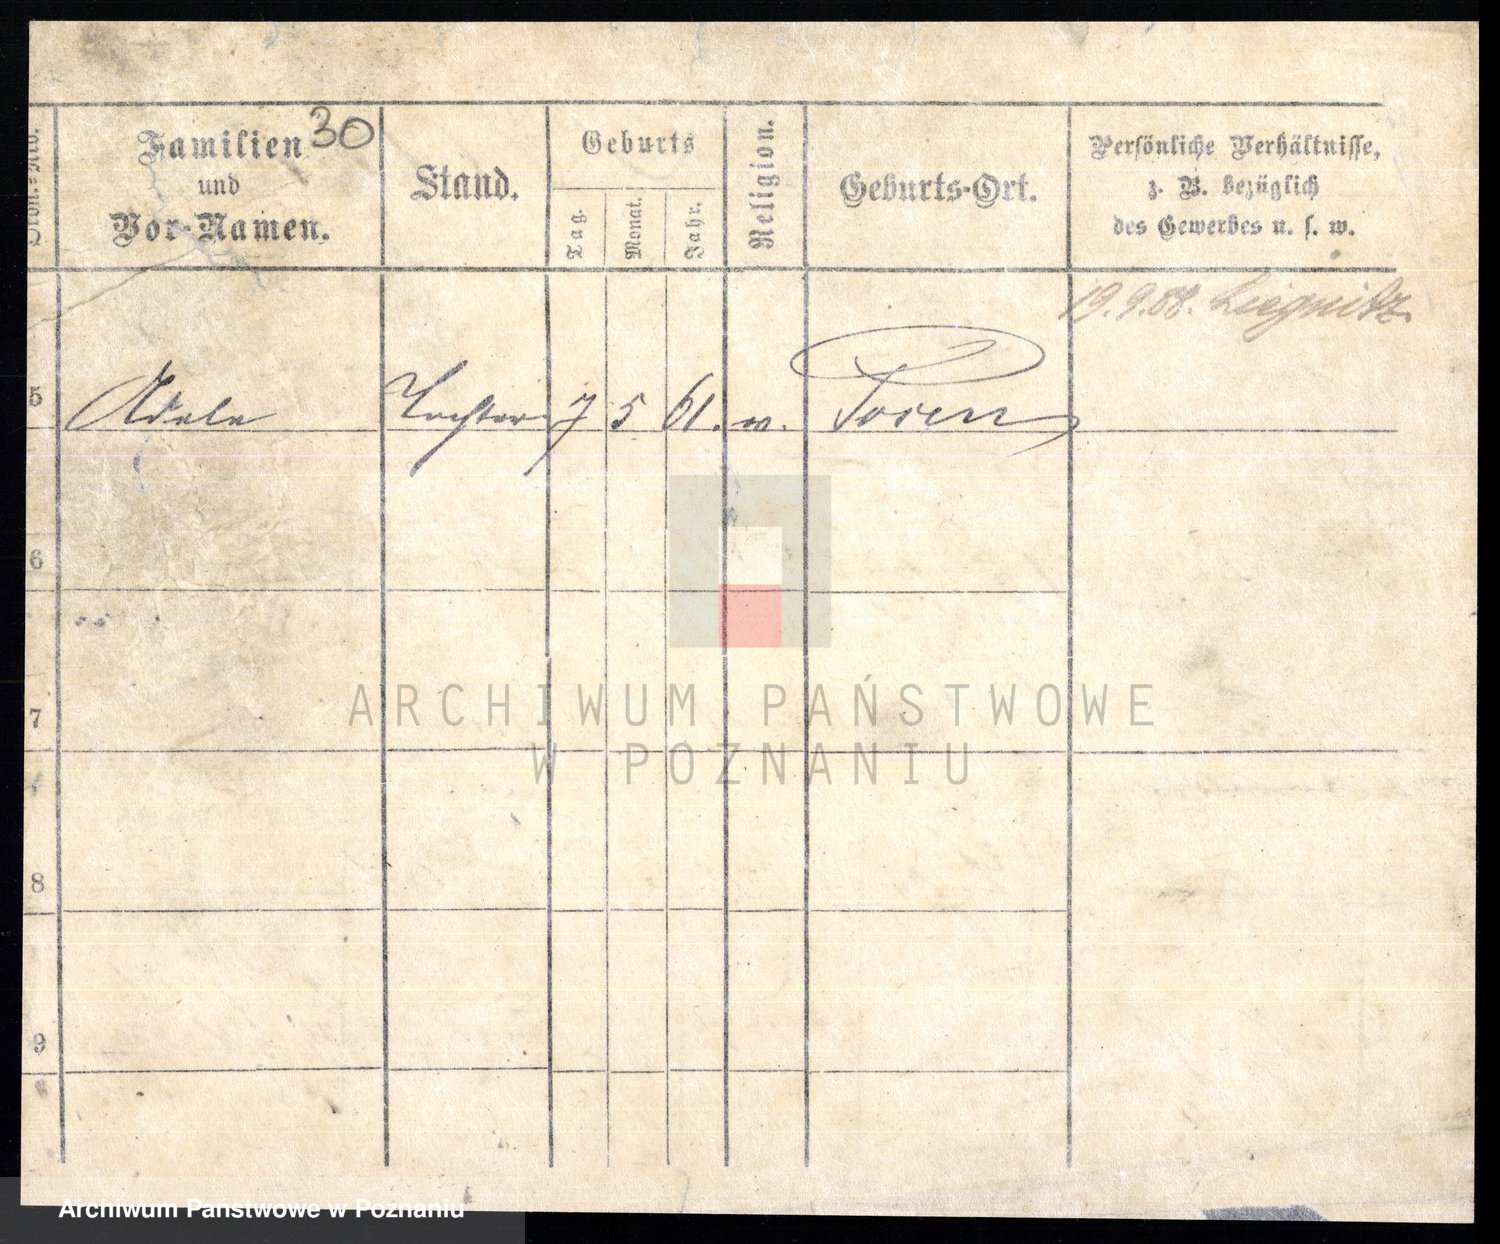 30
Familien
und
Vor-Namen.
Stand.
Geburts
Tag.
Monat.
Jahr.
Religion.
Geburts-Ort.
Persönliche Verhältnisse,
z. B. bezüglich
des Gewerbes u. s. w.
19.9.88. Liegnitz.
5 Adele Tochter 7 5 61. m. Posen
6
7
8
9
ARCHIWUM PAŃSTWOWE
W POZNANIU
Archiwum Państwowe w Poznaniu